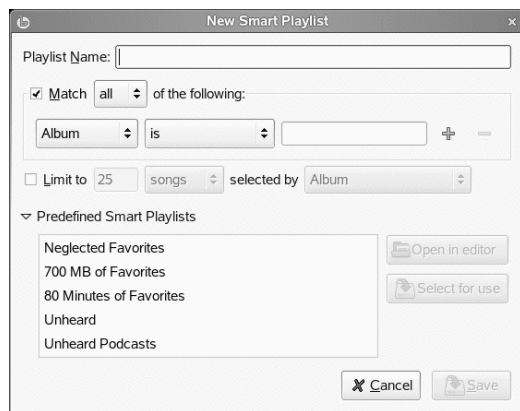 New Smart Playlist
Playlist Name:
Match all of the following:
Album is
Limit to 25 songs selected by Album
Predefined Smart Playlists
Neglected Favorites
700 MB of Favorites
80 Minutes of Favorites
Unheard
Unheard Podcasts
Open in editor
Select for use
Cancel Save